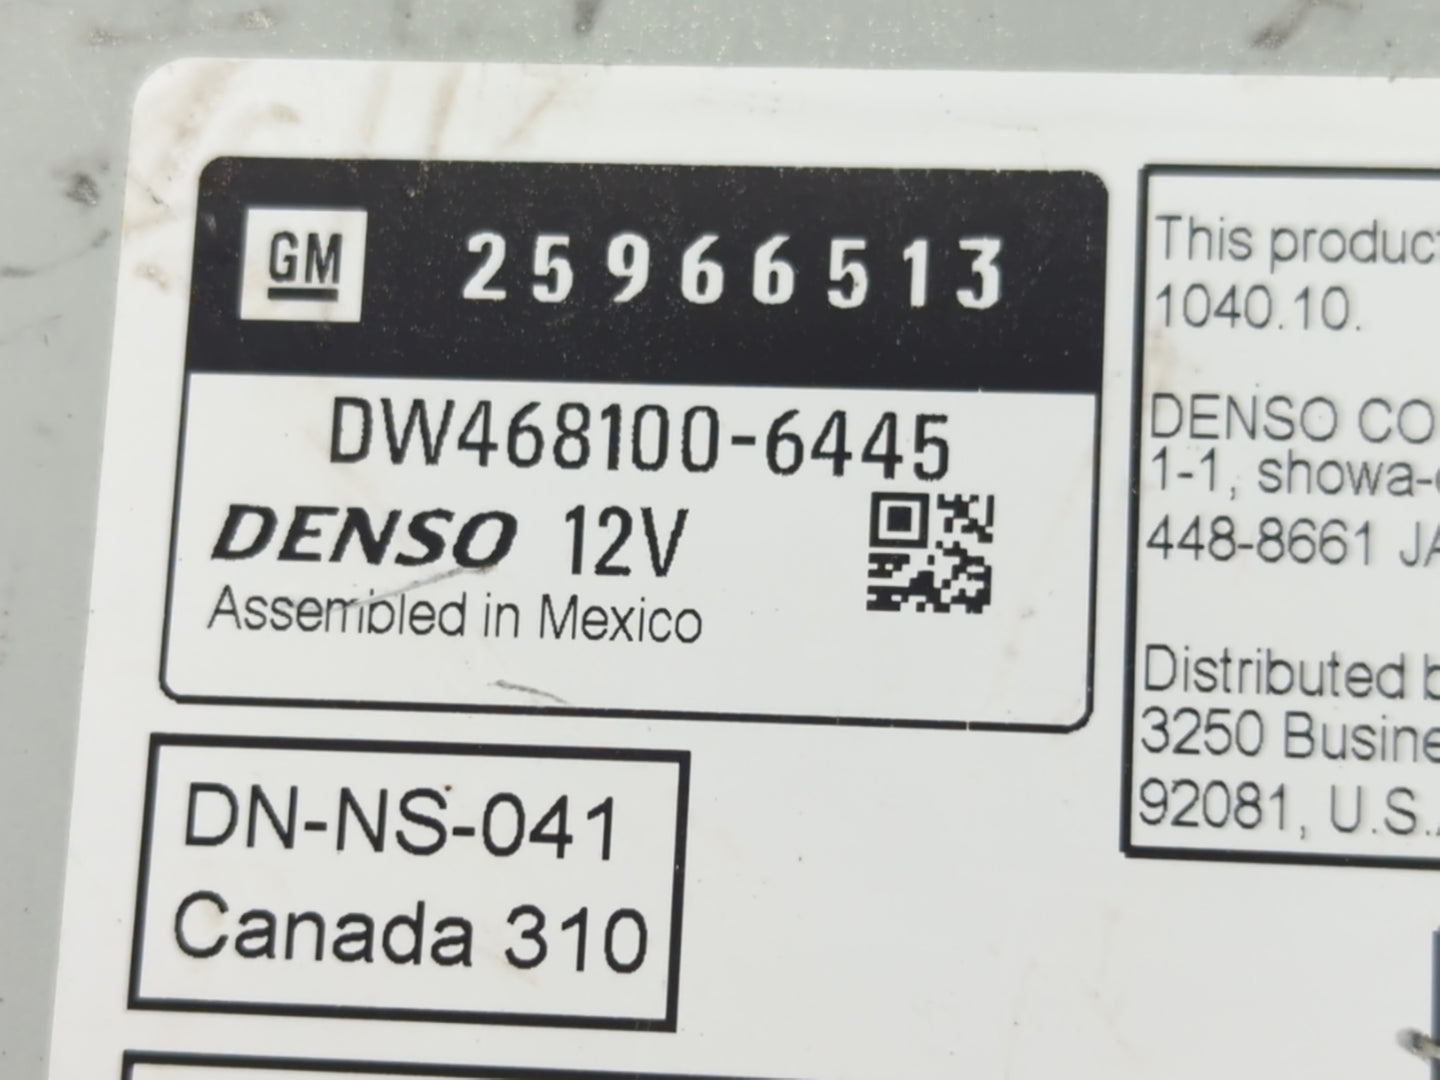 GM 25966513
DW468100-6445
DENSO 12V
Assembled in Mexico
DN-NS-041
Canada 310
This produc
1040.10.
DENSO CO
1-1, showa-
448-8661 JA
Distributed b
3250 Busine
92081, U.S.